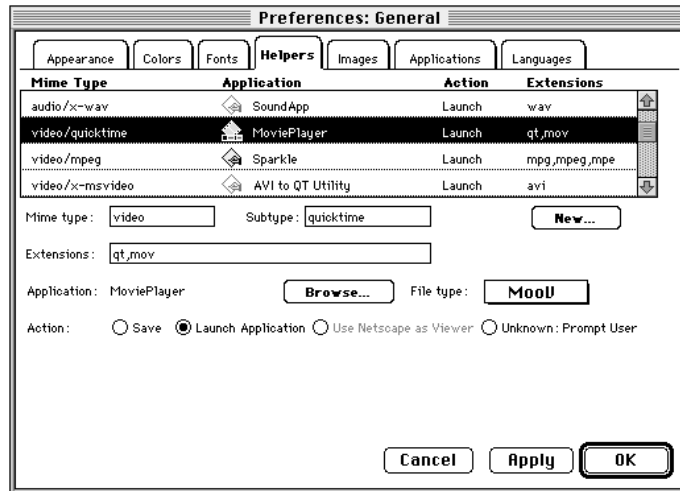 Preferences: General
Appearance Colors Fonts Helpers Images Applications Languages
Mime Type Application Action Extensions
audio/x-wav SoundApp Launch wav
video/quicktime MoviePlayer Launch qt,mov
video/mpeg Sparkle Launch mpg,mpeg,mpe
video/x-msvideo AVI to QT Utility Launch avi
Mime type: video Subtype: quicktime New...
Extensions: qt,mov
Application: MoviePlayer Browse... File type: MooV
Action: Save Launch Application Use Netscape as Viewer Unknown: Prompt User
Cancel Apply OK